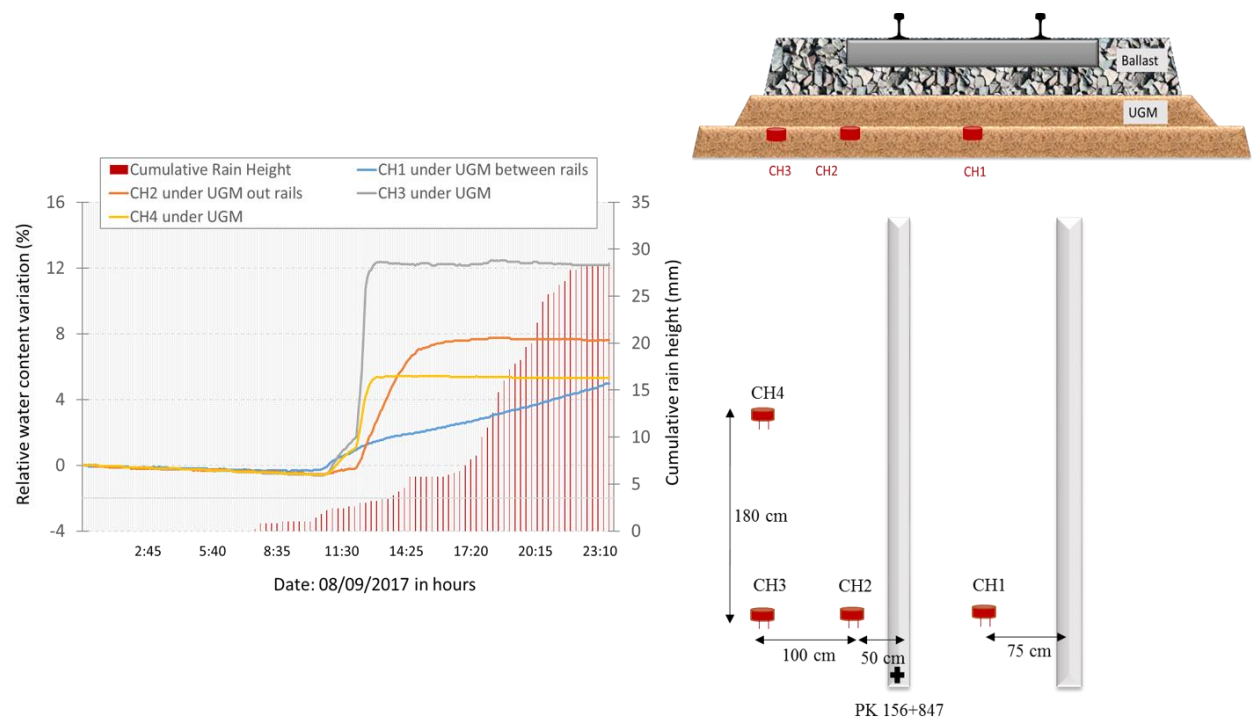 Cumulative Rain Height
CH1 under UGM between rails
CH2 under UGM out rails
CH3 under UGM
CH4 under UGM
Relative water content variation (%)
16
12
8
4
0
-4
35
30
25
20
15
10
5
0
Cumulative rain height (mm)
2:45 5:40 8:35 11:30 14:25 17:20 20:15 23:10
Date: 08/09/2017 in hours
Ballast
UGM
CH3 CH2 CH1
CH4
180 cm
CH3 CH2 CH1
100 cm 50 cm 75 cm
PK 156+847